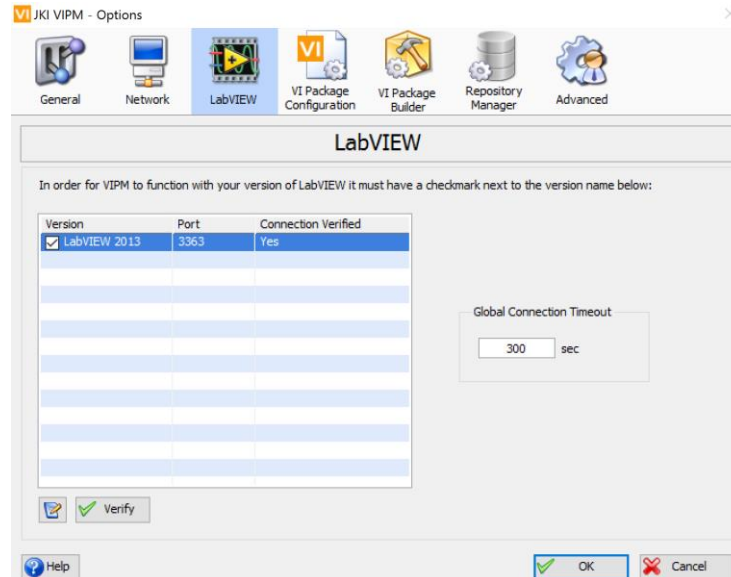 VI JKI VIPM - Options
General
Network
LabVIEW
VI
VI Package
Configuration
VI Package
Builder
Repository
Manager
Advanced
LabVIEW
In order for VIPM to function with your version of LabVIEW it must have a checkmark next to the version name below:
Version Port Connection Verified
LabVIEW 2013 3363 Yes
Global Connection Timeout
300 sec
Verify
Help
OK
Cancel